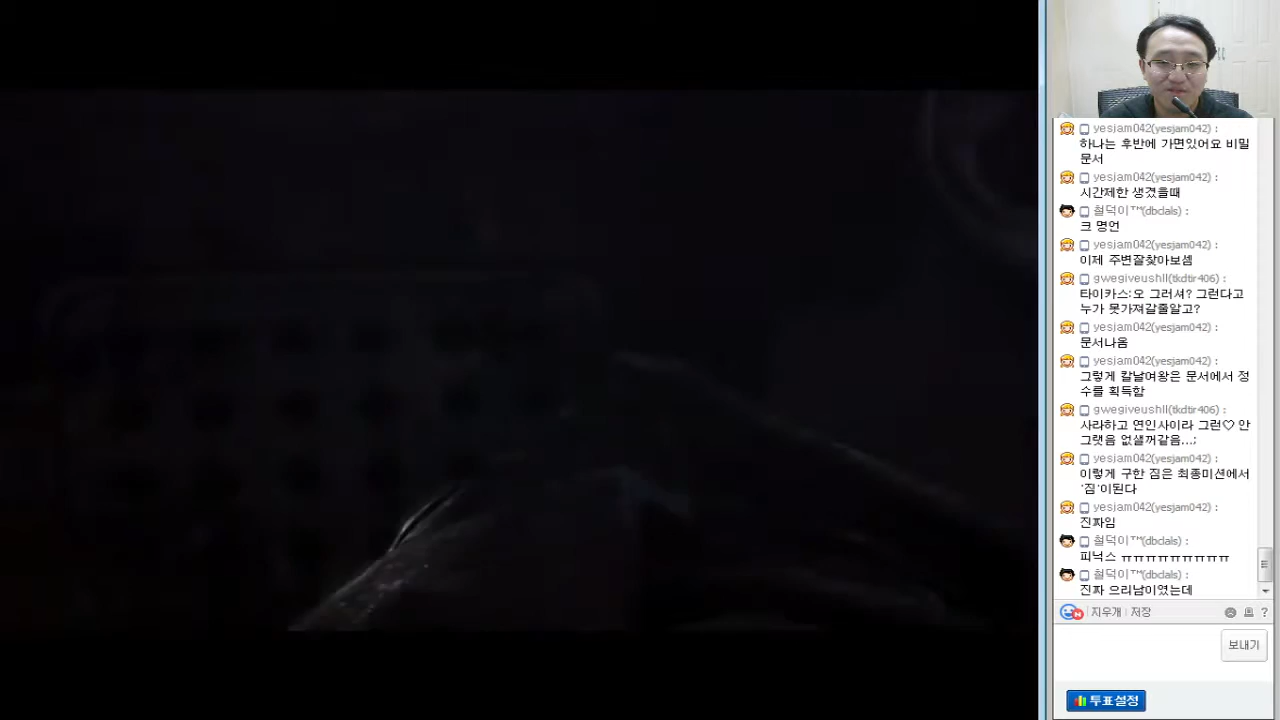 yesjam042(yesjam042) :
하나는 후반에 가면있어요 비밀
문서
yesjam042(yesjam042) :
시간제한 생겼을때
철덕이™(dbclals) :
크 명언
yesjam042(yesjam042) :
이제 주변잘찾아보셈
gwegiveushll(tkdtir406) :
타이카스:오 그러셔? 그런다고
누가 못가져갈줄알고?
yesjam042(yesjam042) :
문서나옴
yesjam042(yesjam042) :
그렇게 칼날여왕은 문서에서 정
수를 획득함
gwegiveushll(tkdtir406) :
사라하고 연인사이라 그런♡ 안
그랫음 없샐꺼같음...;
yesjam042(yesjam042) :
이렇게 구한 짐은 최종미션에서
'짐'이된다
yesjam042(yesjam042) :
진짜임
철덕이™(dbclals) :
피닉스 ㅠㅠㅠㅠㅠㅠㅠㅠㅠ
철덕이™(dbclals) :
진짜 으리남이였는데
지우개 | 저장
?
보내기
투표설정